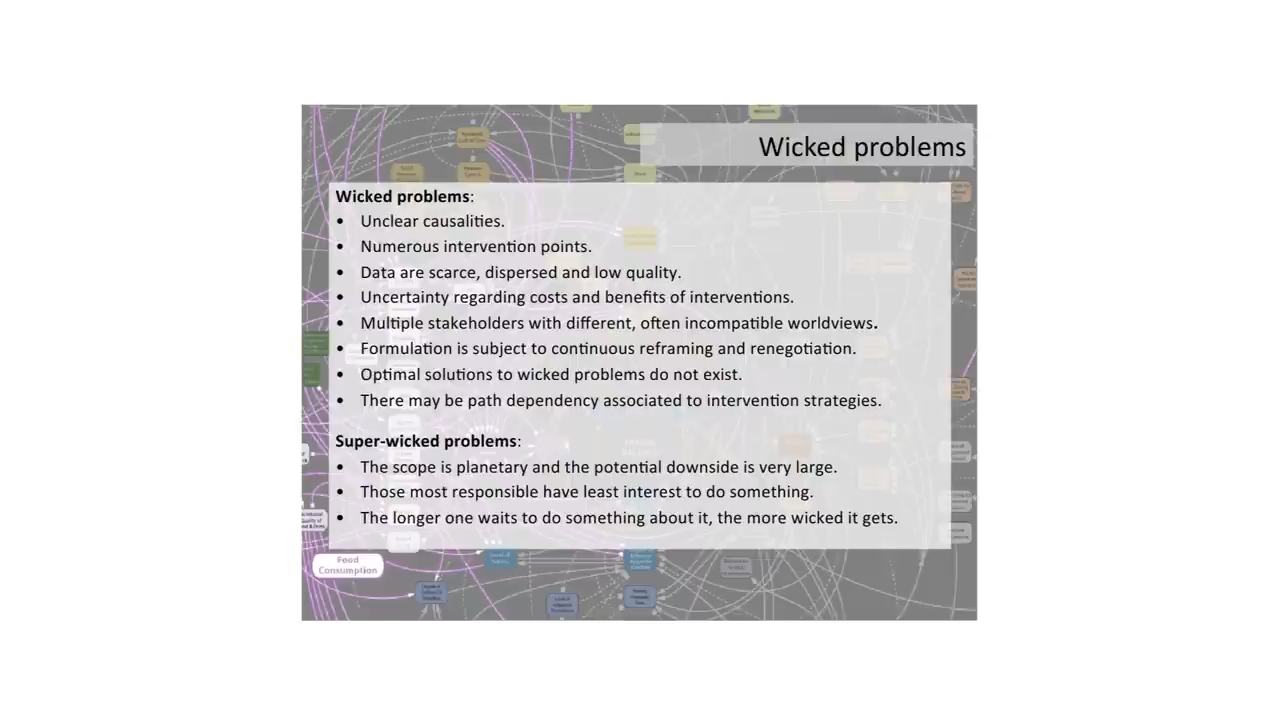 Wicked problems
Wicked problems:
• Unclear causalities.
• Numerous intervention points.
• Data are scarce, dispersed and low quality.
• Uncertainty regarding costs and benefits of interventions.
• Multiple stakeholders with different, often incompatible worldviews.
• Formulation is subject to continuous reframing and renegotiation.
• Optimal solutions to wicked problems do not exist.
• There may be path dependency associated to intervention strategies.
Super-wicked problems:
• The scope is planetary and the potential downside is very large.
• Those most responsible have least interest to do something.
• The longer one waits to do something about it, the more wicked it gets.
Food
Consumption